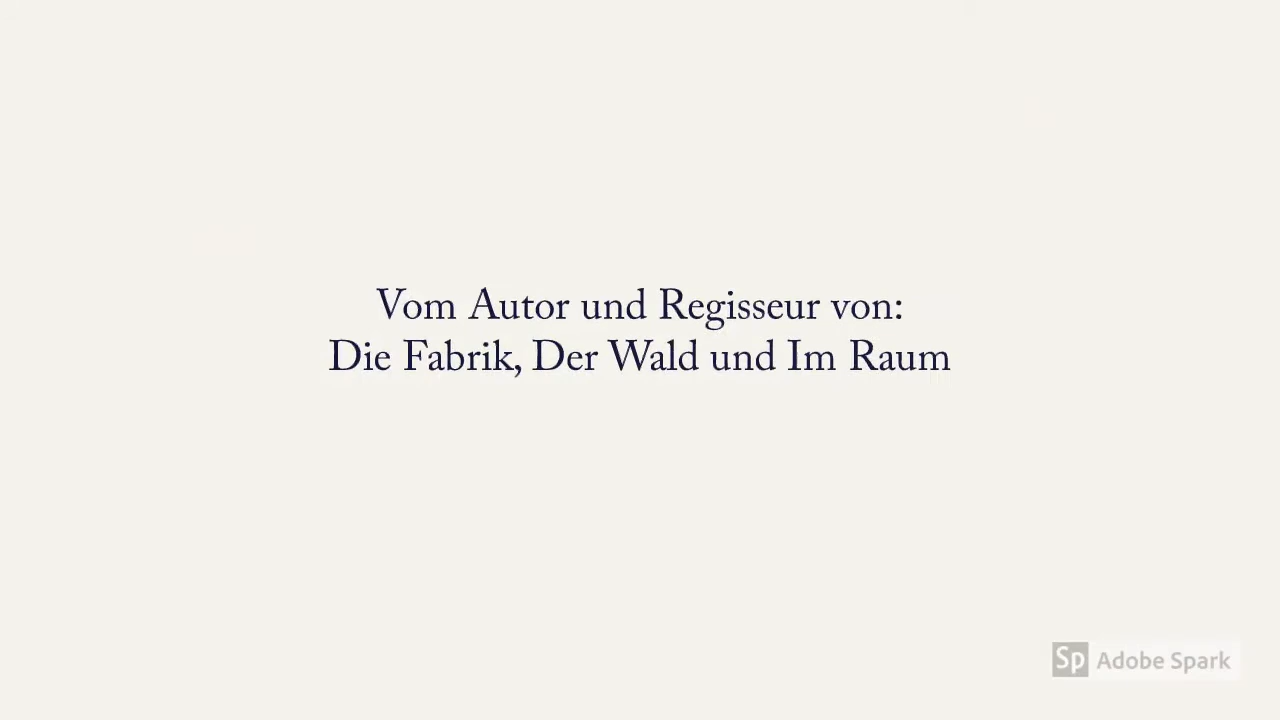 Vom Autor und Regisseur von:
Die Fabrik, Der Wald und Im Raum
Sp Adobe Spark